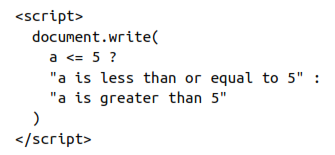 <script>
  document.write(
    a <= 5 ?
    "a is less than or equal to 5" :
    "a is greater than 5"
  )
</script>